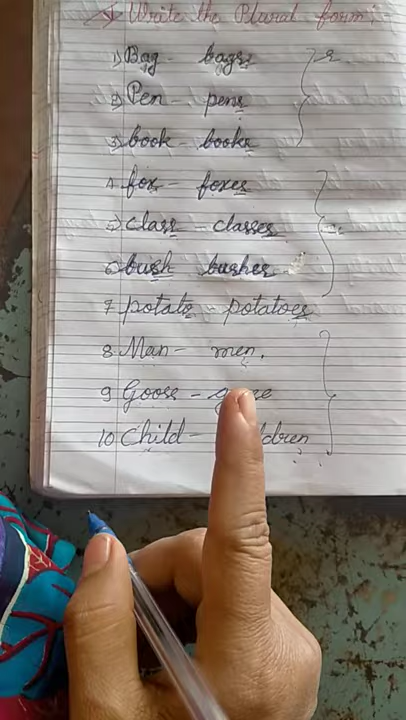 I Write the Plural form:
1) Bag - bags
2) Pen - pens
3) book books
4 fox - foxes
5) class - classes
6 bush bushes
7 potato - potatoes
8 Man - men.
9 Goose -
10 Child -